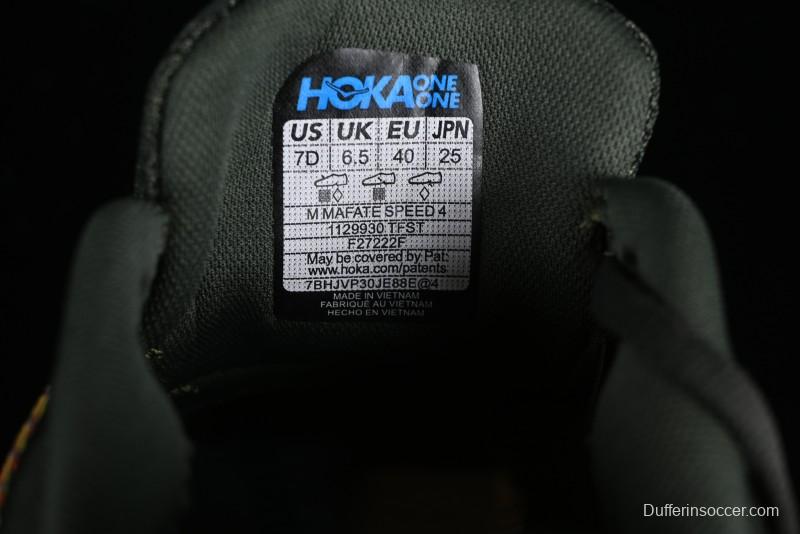 HOKA ONE ONE
US UK EU JPN
7D 6.5 40 25
M MAFATE SPEED 4
1129930 TFST
F27222F
May be covered by Pat:
www.hoka.com/patents
7BHJVP30JE88E@4
MADE IN VIETNAM
FABRIQUÉ AU VIETNAM
HECHO EN VIETNAM
Dufferinsoccer.com